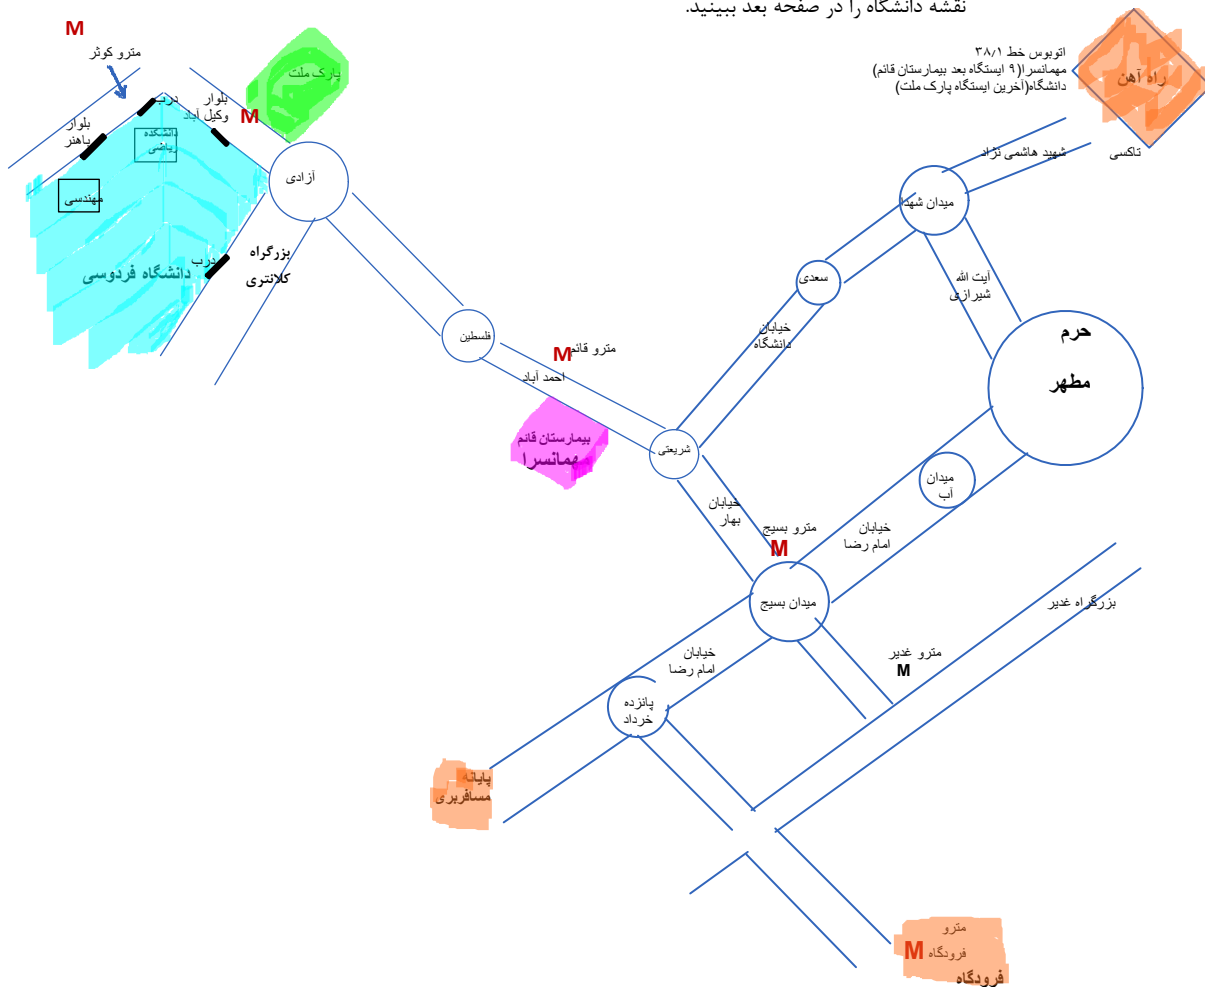 نقشه دانشگاه را در صفحه بعد ببینید.
M
مترو کوثر
پارک ملت
اتوبوس خط ۳۸/۱
مهمانسرا(۹ ایستگاه بعد بیمارستان قائم)
دانشگاه(آخرین ایستگاه پارک ملت)
راه آهن
درب
بلوار
وکیل آباد
M
بلوار
باهنر
دانشکده
ریاضی
آزادی
شهید هاشمی نژاد
تاکسی
مهندسی
میدان شهدا
بزرگراه
کلانتری
درب
دانشگاه فردوسی
سعدی
آیت الله
شیرازی
فلسطین
خیابان
دانشگاه
حرم
مطهر
مترو قائم
M
احمد آباد
بیمارستان قائم
مهمانسرا
شریعتی
میدان
آب
خیابان
بهار
مترو بسیج
M
خیابان
امام رضا
میدان بسیج
بزرگراه غدیر
خیابان
امام رضا
مترو غدیر
M
پانزده
خرداد
پایانه
مسافربری
مترو
فرودگاه M
فرودگاه